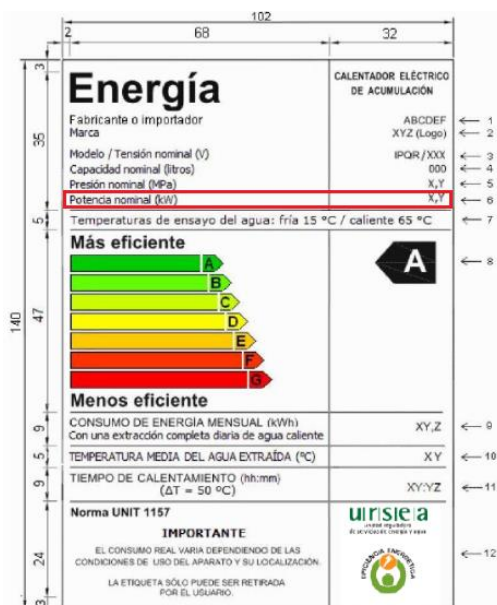 102
2
68
32
3
Energía
CALENTADOR ELÉCTRICO
DE ACUMULACIÓN
35
Fabricante o importador
ABCDEF
1
Marca
XYZ (Logo)
2
Modelo / Tensión nominal (V)
IPQR/XXX
3
Capacidad nominal (litros)
000
4
Presión nominal (MPa)
X,Y
5
Potencia nominal (kW)
X,Y
6
5
Temperaturas de ensayo del agua: fría 15 °C / caliente 65 °C
7
Más eficiente
A
A
8
B
C
D
E
F
G
47
140
Menos eficiente
9
CONSUMO DE ENERGÍA MENSUAL (kWh)
Con una extracción completa diaria de agua caliente
XY,Z
9
5
TEMPERATURA MEDIA DEL AGUA EXTRAÍDA (°C)
XY
10
9
TIEMPO DE CALENTAMIENTO (hh:mm)
(ΔT = 50 ºC)
XY:YZ
11
Norma UNIT 1157
ursea
IMPORTANTE
EL CONSUMO REAL VARIA DEPENDIENDO DE LAS
CONDICIONES DE USO DEL APARATO Y SU LOCALIZACIÓN.
LA ETIQUETA SÓLO PUEDE SER RETIRADA
POR EL USUARIO.
EFICIENCIA ENERGÉTICA
12
24
3